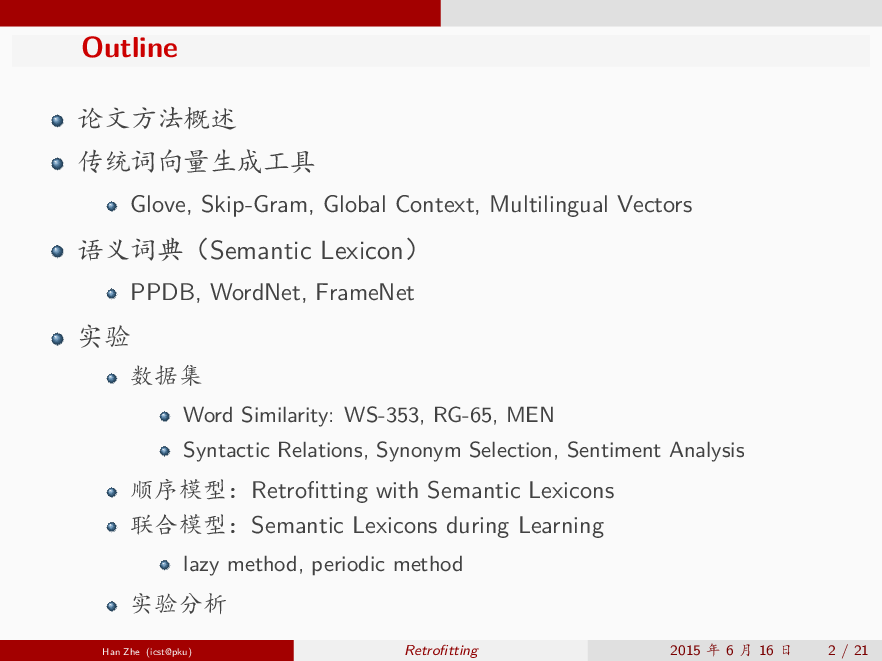 Outline
论文方法概述
传统词向量生成工具
Glove, Skip-Gram, Global Context, Multilingual Vectors
语义词典（Semantic Lexicon）
PPDB, WordNet, FrameNet
实验
数据集
Word Similarity: WS-353, RG-65, MEN
Syntactic Relations, Synonym Selection, Sentiment Analysis
顺序模型：Retrofitting with Semantic Lexicons
联合模型：Semantic Lexicons during Learning
lazy method, periodic method
实验分析
Han Zhe (icst@pku) Retrofitting 2015 年 6 月 16 日 2 / 21